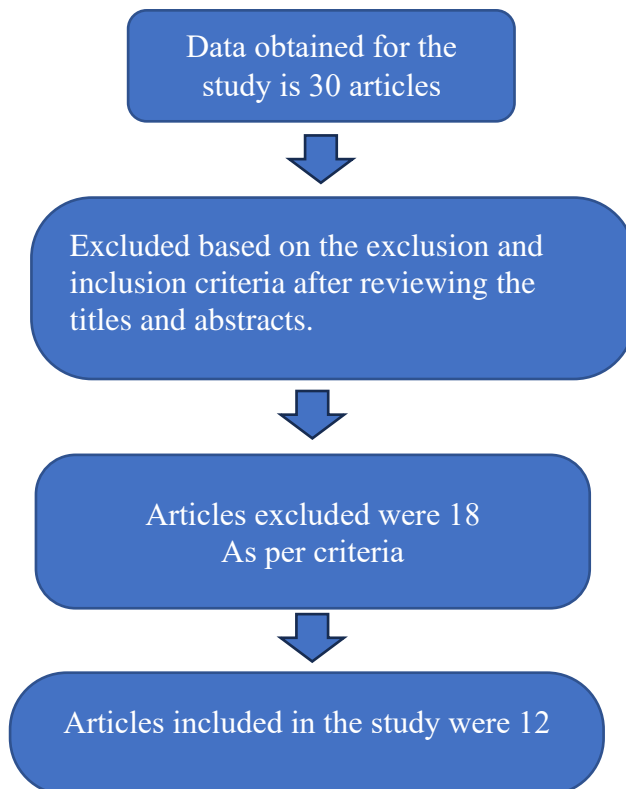 Data obtained for the
study is 30 articles
Excluded based on the exclusion and
inclusion criteria after reviewing the
titles and abstracts.
Articles excluded were 18
As per criteria
Articles included in the study were 12